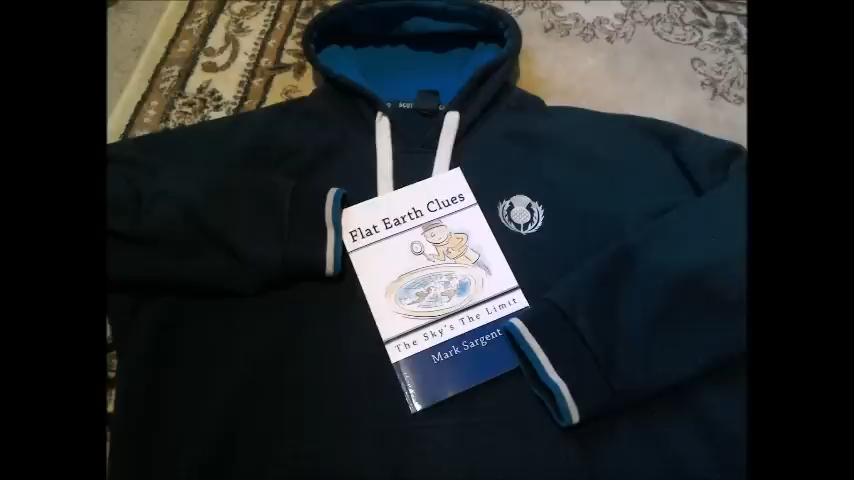 Flat Earth Clues
The Sky's The Limit
Mark Sargent